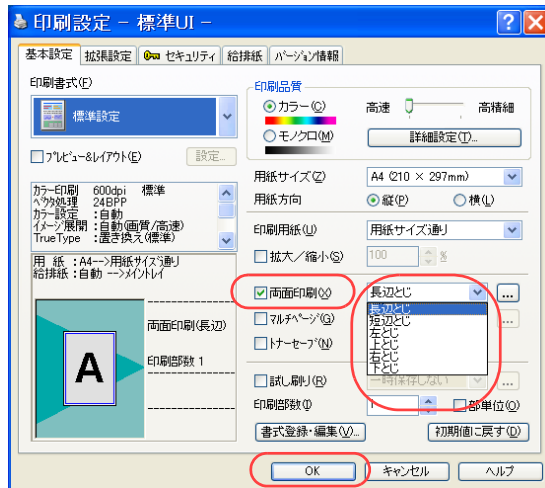 印刷設定 - 標準UI -
基本設定 拡張設定 セキュリティ 給排紙 バージョン情報
印刷書式(F)
標準設定
プレビュー&レイアウト(E) 設定...
カラー印刷 600dpi 標準
ベクタ処理 24BPP
カラー設定 :自動
イメージ展開 :自動(画質/高速)
TrueType :置き換え(標準)
用 紙 :A4-->用紙サイズ通り
給排紙 :自動 -->メイントレイ
両面印刷(長辺)
印刷部数 1
A
印刷品質
カラー(C) 高速 高精細
モノクロ(M) 詳細設定(T)...
用紙サイズ(Z) A4 (210 × 297mm)
用紙方向 縦(P) 横(L)
印刷用紙(U) 用紙サイズ通り
拡大/縮小(S) 100 %
両面印刷(X) 長辺とじ ...
長辺とじ
短辺とじ
左とじ
上とじ
右とじ
下とじ
マルチページ(G) ...
トナーセーブ(N)
試し刷り(R) 一時保存しない ...
印刷部数(I) 1 部単位(O)
書式登録・編集(V)... 初期値に戻す(D)
OK キャンセル ヘルプ